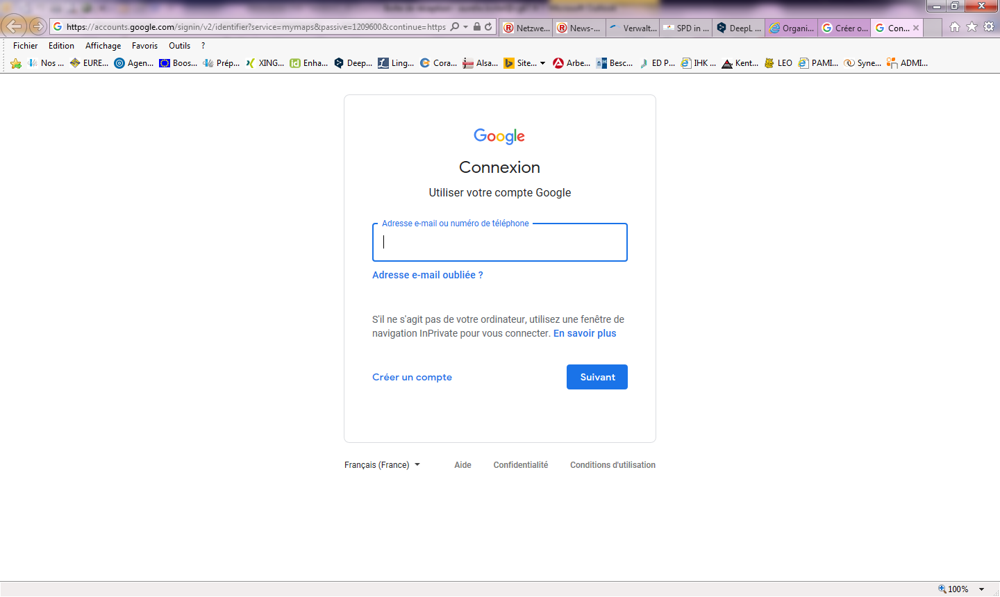 https://accounts.google.com/signin/v2/identifier?service=mymaps&passive=1209600&continue=https
Netzwe...
News-...
Verwalt...
SPD in ...
DeepL ...
Organi...
Créer o...
Con...
Fichier Edition Affichage Favoris Outils ?
Nos ... EURE... Agen... Boos... Prép... XING... Enha... Deep... Ling... Cora... Alsa... Site... Arbe... Besc... ED P... IHK ... Kent... LEO PAMI... Syne... ADMI...
Google
Connexion
Utiliser votre compte Google
Adresse e-mail ou numéro de téléphone
Adresse e-mail oubliée ?
S'il ne s'agit pas de votre ordinateur, utilisez une fenêtre de
navigation InPrivate pour vous connecter. En savoir plus
Créer un compte Suivant
Français (France) Aide Confidentialité Conditions d'utilisation
100%